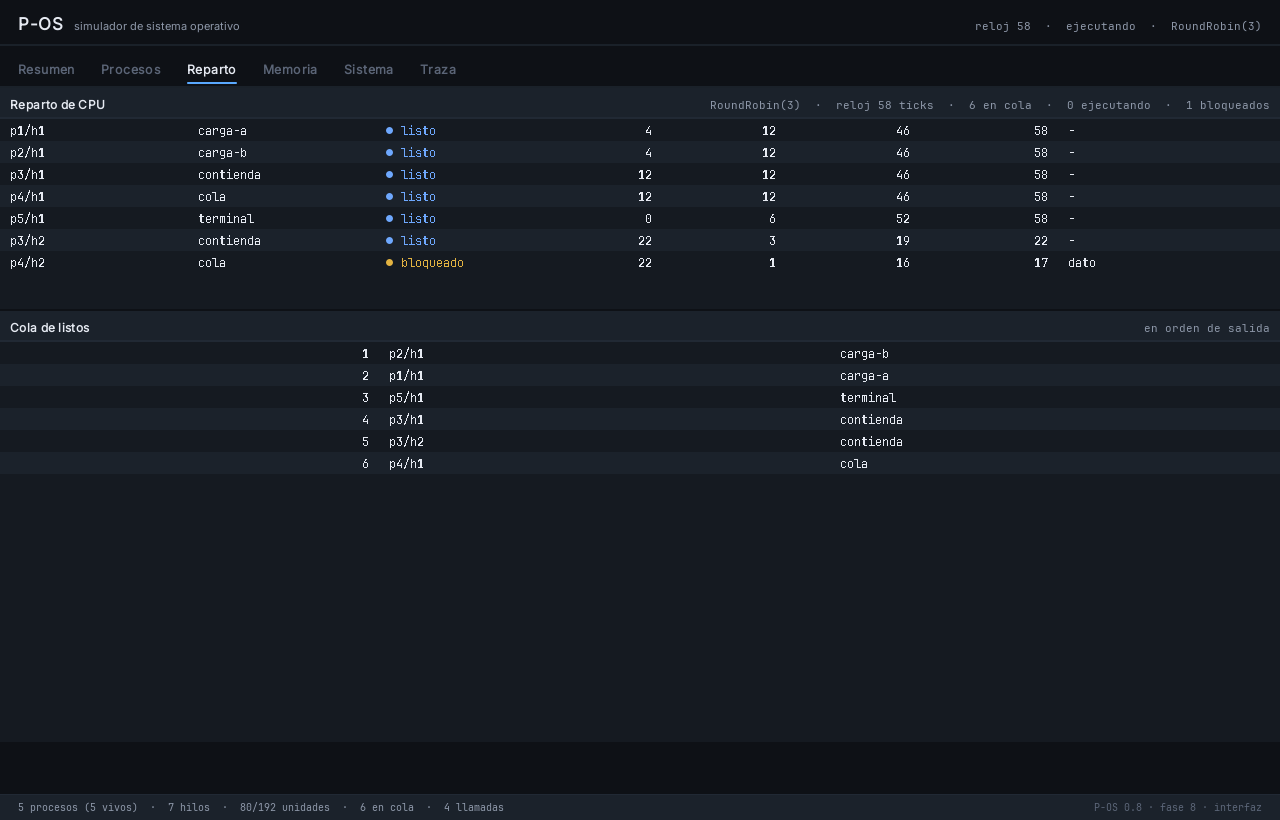 P-OS simulador de sistema operativo reloj 58 · ejecutando · RoundRobin(3)
Resumen Procesos Reparto Memoria Sistema Traza
Reparto de CPU RoundRobin(3) · reloj 58 ticks · 6 en cola · 0 ejecutando · 1 bloqueados
p1/h1 carga-a listo 4 12 46 58 -
p2/h1 carga-b listo 4 12 46 58 -
p3/h1 contienda listo 12 12 46 58 -
p4/h1 cola listo 12 12 46 58 -
p5/h1 terminal listo 0 6 52 58 -
p3/h2 contienda listo 22 3 19 22 -
p4/h2 cola bloqueado 22 1 16 17 dato
Cola de listos en orden de salida
1 p2/h1 carga-b
2 p1/h1 carga-a
3 p5/h1 terminal
4 p3/h1 contienda
5 p3/h2 contienda
6 p4/h1 cola
5 procesos (5 vivos) · 7 hilos · 80/192 unidades · 6 en cola · 4 llamadas P-OS 0.8 · fase 8 · interfaz